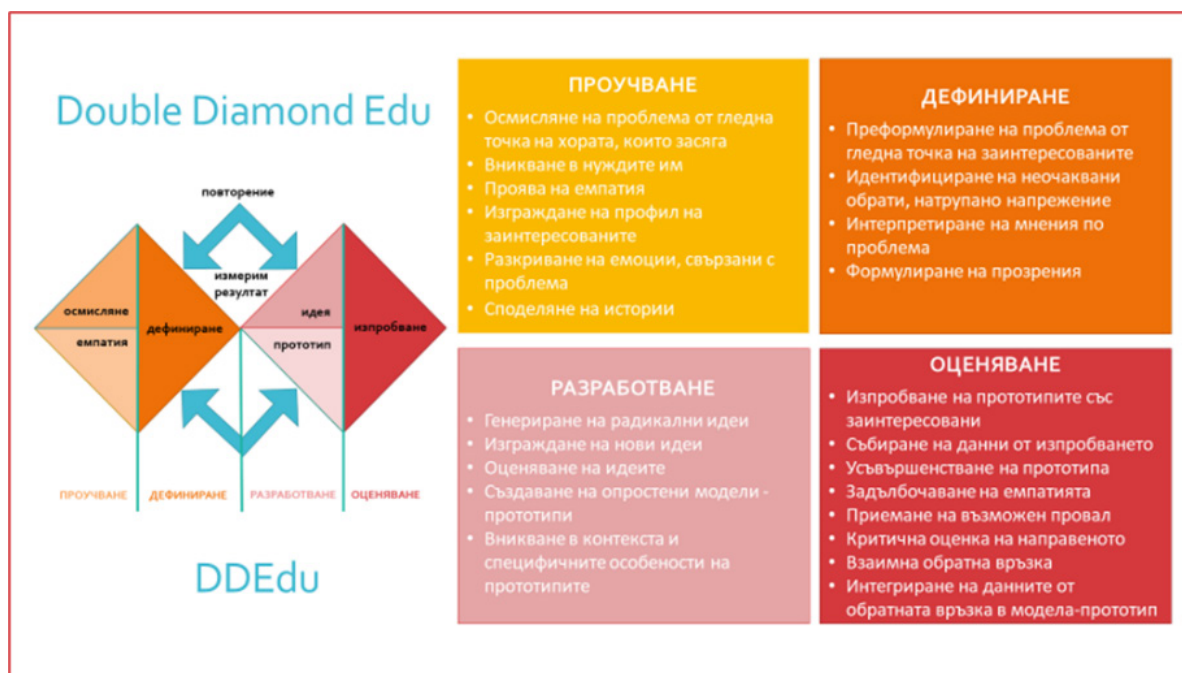 Double Diamond Edu
повторение
измерим
резултат
осмисляне
емпатия
дефиниране
идея
прототип
изпробване
ПРОУЧВАНЕ
ДЕФИНИРАНЕ
РАЗРАБОТВАНЕ
ОЦЕНЯВАНЕ
DDEdu
ПРОУЧВАНЕ
• Осмисляне на проблема от гледна
точка на хората, които засяга
• Вникване в нуждите им
• Проява на емпатия
• Изграждане на профил на
заинтересованите
• Разкриване на емоции, свързани с
проблема
• Споделяне на истории
ДЕФИНИРАНЕ
• Преформулиране на проблема от
гледна точка на заинтересованите
• Идентифициране на неочаквани
обрати, натрупано напрежение
• Интерпретиране на мнения по
проблема
• Формулиране на прозрения
РАЗРАБОТВАНЕ
• Генериране на радикални идеи
• Изграждане на нови идеи
• Оценяване на идеите
• Създаване на опростени модели -
прототипи
• Вникване в контекста и
специфичните особености на
прототипите
ОЦЕНЯВАНЕ
• Изпробване на прототипите със
заинтересовани
• Събиране на данни от изпробването
• Усъвършенстване на прототипа
• Задълбочаване на емпатията
• Приемане на възможен провал
• Критична оценка на направеното
• Взаимна обратна връзка
• Интегриране на данните от
обратната връзка в модела-прототип